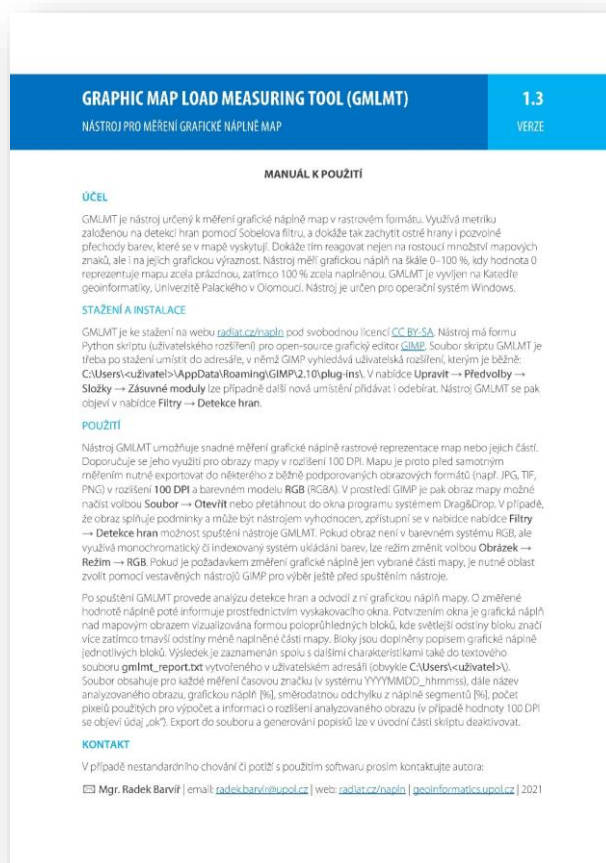 GRAPHIC MAP LOAD MEASURING TOOL (GMLMT)
1.3
NÁSTROJ PRO MĚŘENÍ GRAFICKÉ NÁPLNĚ MAP
VERZE
MANUÁL K POUŽITÍ
ÚČEL
GMLMT je nástroj určený k měření grafické náplně map v rastrovém formátu. Využívá metriku
založenou na detekci hran pomocí Sobelova filtru, a dokáže tak zachytit ostré hrany i pozvolné
přechody barev, které se v mapě vyskytují. Dokáže tím reagovat nejen na rostoucí množství mapových
znaků, ale i na jejich grafickou výraznost. Nástroj měří grafickou náplň na škále 0–100 %, kdy hodnota 0
reprezentuje mapu zcela prázdnou, zatímco 100 % zcela naplněnou. GMLMT je vyvíjen na Katedře
geoinformatiky, Univerzitě Palackého v Olomouci. Nástroj je určen pro operační systém Windows.
STAŽENÍ A INSTALACE
GMLMT je ke stažení na webu radlat.cz/napln pod svobodnou licencí CC BY-SA. Nástroj má formu
Python skriptu (uživatelského rozšíření) pro open-source grafický editor GIMP. Soubor skriptu GMLMT je
třeba po stažení umístit do adresáře, v němž GIMP vyhledává uživatelská rozšíření, kterým je běžně:
C:\Users\<uživatel>\AppData\Roaming\GIMP\2.10\plug-ins\. V nabídce Upravit → Předvolby →
Složky → Zásuvné moduly lze případně další nová umístění přidávat i odebírat. Nástroj GMLMT se pak
objeví v nabídce Filtry → Detekce hran.
POUŽITÍ
Nástroj GMLMT umožňuje snadné měření grafické náplně rastrové reprezentace map nebo jejich částí.
Doporučuje se jeho využití pro obrazy mapy v rozlišení 100 DPI. Mapu je proto před samotným
měřením nutné exportovat do některého z běžně podporovaných obrazových formátů (např. JPG, TIF,
PNG) v rozlišení 100 DPI a barevném modelu RGB (RGBA). V prostředí GIMP je pak obraz mapy možné
načíst volbou Soubor → Otevřít nebo přetáhnout do okna programu systémem Drag&Drop. V případě,
že obraz splňuje podmínky a může být nástrojem vyhodnocen, zpřístupní se v nabídce nabídce Filtry
→ Detekce hran možnost spuštění nástroje GMLMT. Pokud obraz není v barevném systému RGB, ale
využívá monochromatický či indexovaný systém ukládání barev, lze režim změnit volbou Obrázek →
Režim → RGB. Pokud je požadavkem změření grafické náplně jen vybrané části mapy, je nutné oblast
zvolit pomocí vestavěných nástrojů GIMP pro výběr ještě před spuštěním nástroje.
Po spuštění GMLMT provede analýzu detekce hran a odvodí z ní grafickou náplň mapy. O změřené
hodnotě náplně poté informuje prostřednictvím vyskakovacího okna. Potvrzením okna je grafická náplň
nad mapovým obrazem vizualizována formou poloprůhledných bloků, kde světlejší odstíny bloku značí
více zatímco tmavší odstíny méně naplněné části mapy. Bloky jsou doplněny popisem grafické náplně
jednotlivých bloků. Výsledek je zaznamenán spolu s dalšími charakteristikami také do textového
souboru gmlmt_report.txt vytvořeného v uživatelském adresáři (obvykle C:\Users\<uživatel>\).
Soubor obsahuje pro každé měření časovou značku (v systému YYYYMMDD_hhmmss), dále název
analyzovaného obrazu, grafickou náplň [%], směrodatnou odchylku z náplně segmentů [%], počet
pixelů použitých pro výpočet a informaci o rozlišení analyzovaného obrazu (v případě hodnoty 100 DPI
se objeví údaj „ok"). Export do souboru a generování popisků lze v úvodní části skriptu deaktivovat.
KONTAKT
V případě nestandardního chování či potíží s použitím softwaru prosím kontaktujte autora:
Mgr. Radek Barvíř | email: radek.barvir@upol.cz | web: radlat.cz/napln | geoinformatics.upol.cz | 2021